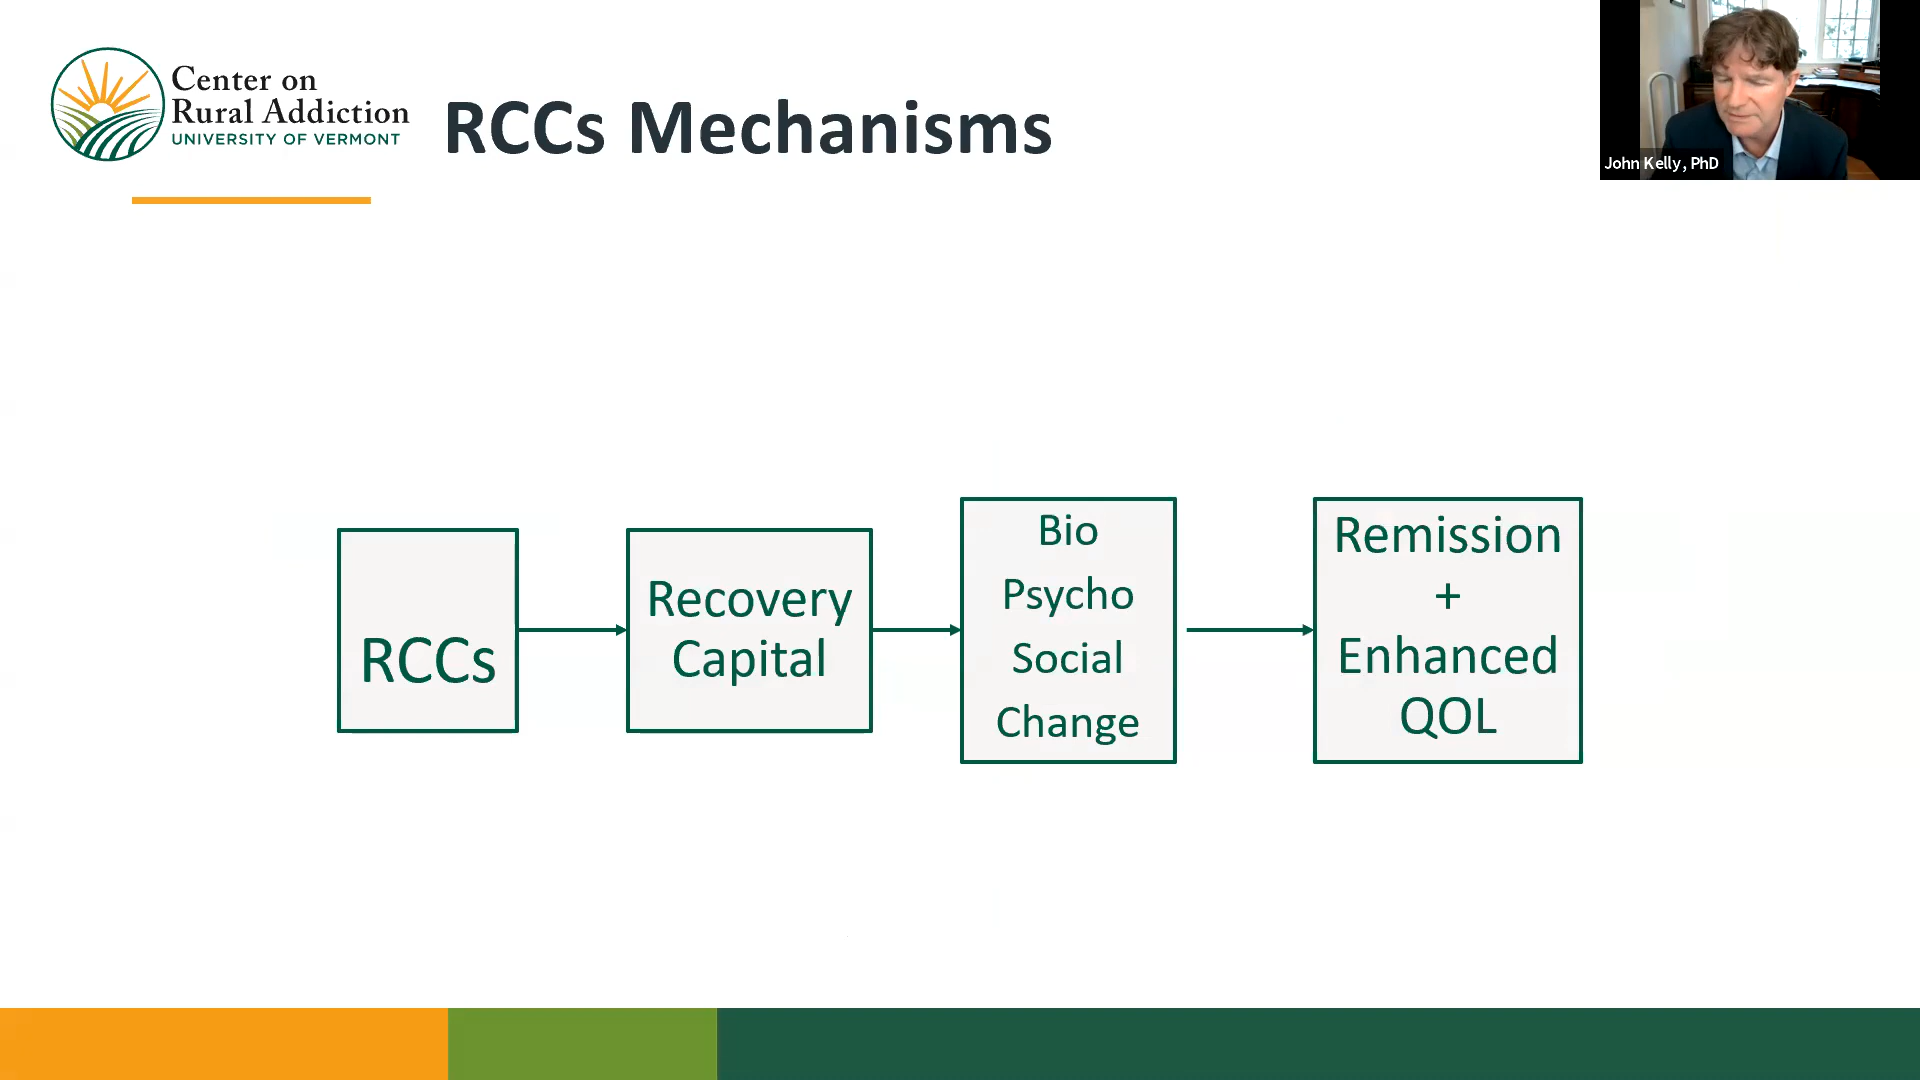 Center on
Rural Addiction
UNIVERSITY OF VERMONT
RCCs Mechanisms
John Kelly, PhD
RCCs
Recovery
Capital
Bio
Psycho
Social
Change
Remission
+
Enhanced
QOL